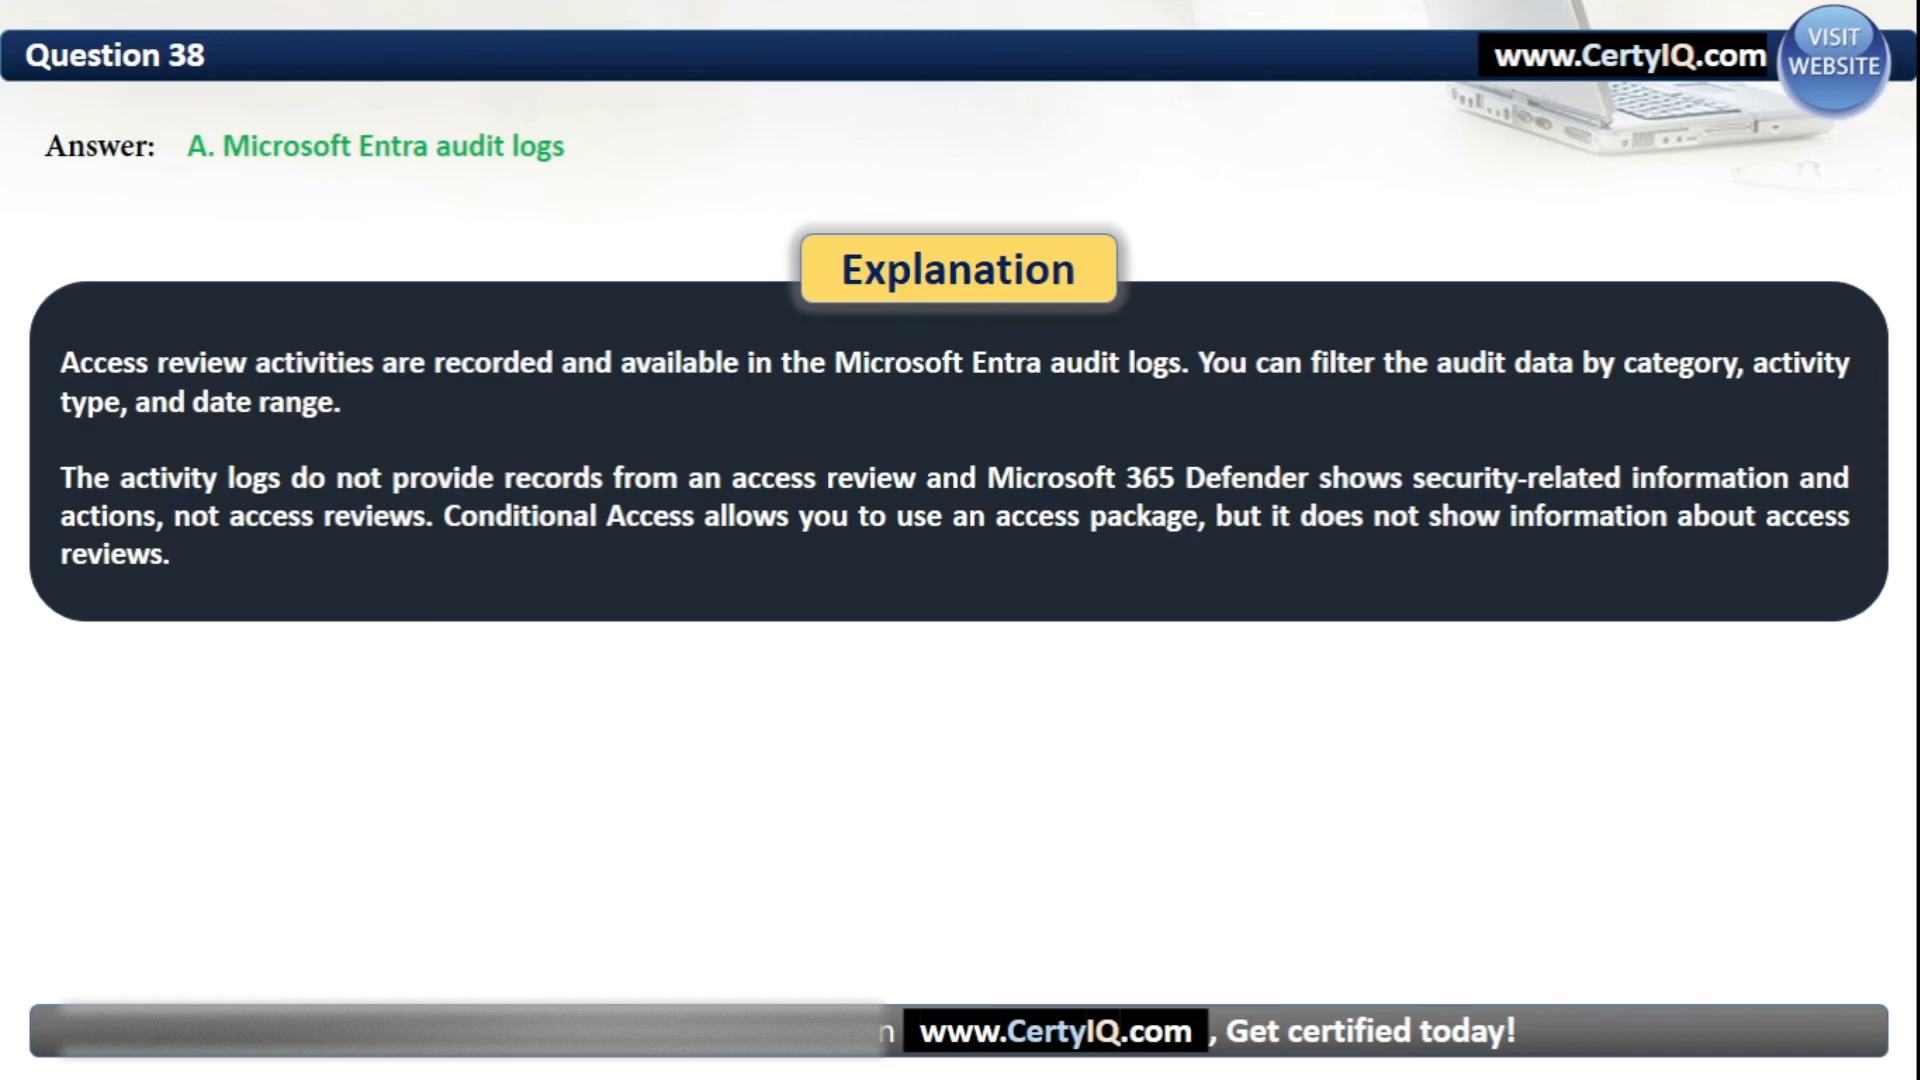 Question 38
www.CertyIQ.com
VISIT
WEBSITE
Answer: A. Microsoft Entra audit logs
Explanation
Access review activities are recorded and available in the Microsoft Entra audit logs. You can filter the audit data by category, activity
type, and date range.
The activity logs do not provide records from an access review and Microsoft 365 Defender shows security-related information and
actions, not access reviews. Conditional Access allows you to use an access package, but it does not show information about access
reviews.
n www.CertyIQ.com , Get certified today!